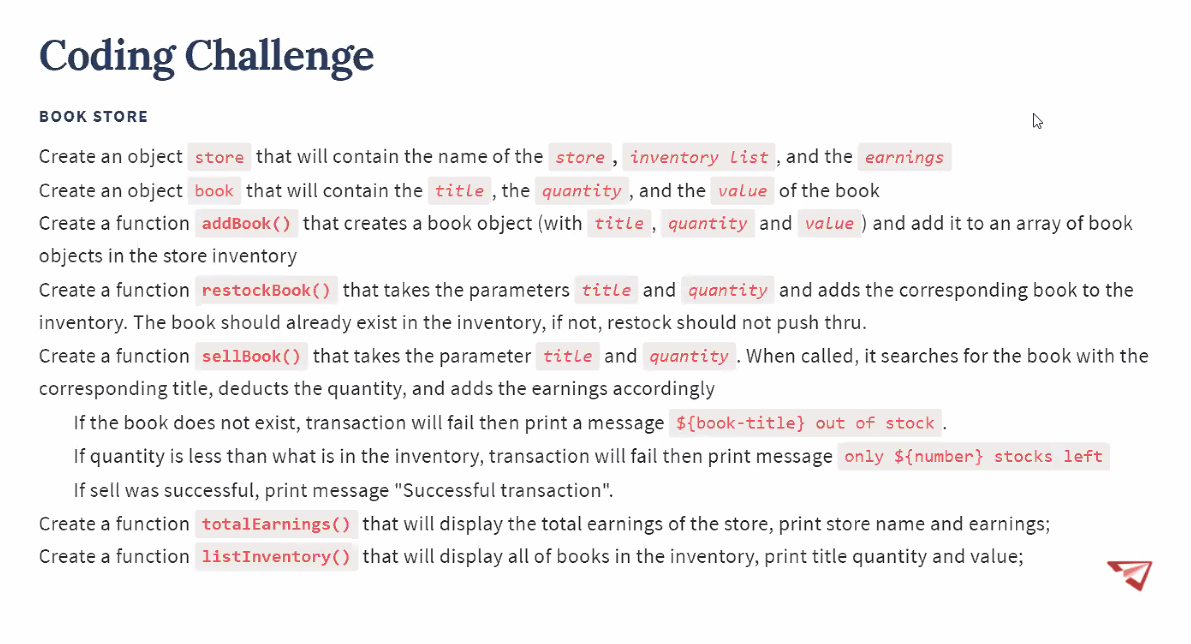 Coding Challenge
BOOK STORE
Create an object store that will contain the name of the store, inventory list, and the earnings
Create an object book that will contain the title, the quantity, and the value of the book
Create a function addBook() that creates a book object (with title, quantity and value) and add it to an array of book
objects in the store inventory
Create a function restockBook() that takes the parameters title and quantity and adds the corresponding book to the
inventory. The book should already exist in the inventory, if not, restock should not push thru.
Create a function sellBook() that takes the parameter title and quantity. When called, it searches for the book with the
corresponding title, deducts the quantity, and adds the earnings accordingly
If the book does not exist, transaction will fail then print a message ${book-title} out of stock.
If quantity is less than what is in the inventory, transaction will fail then print message only ${number} stocks left
If sell was successful, print message "Successful transaction".
Create a function totalEarnings() that will display the total earnings of the store, print store name and earnings;
Create a function listInventory() that will display all of books in the inventory, print title quantity and value;